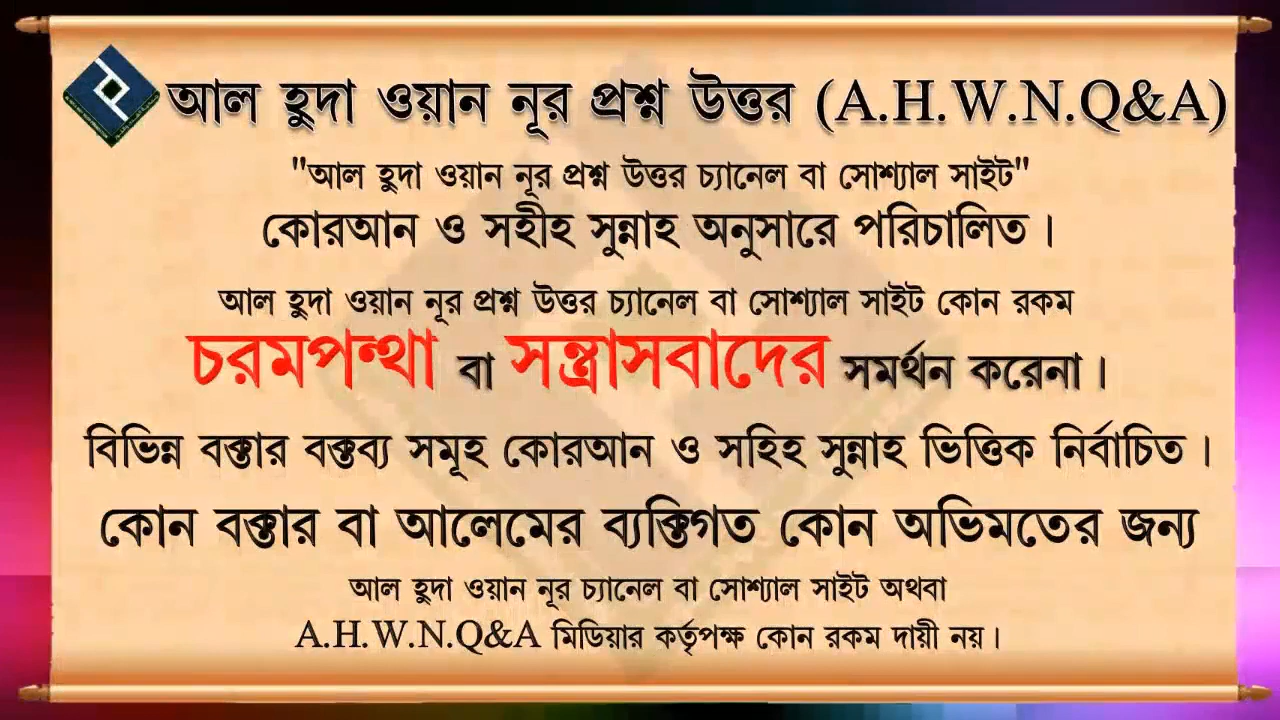 আল হুদা ওয়ান নূর প্রশ্ন উত্তর (A.H.W.N.Q&A)
"আল হুদা ওয়ান নূর প্রশ্ন উত্তর চ্যানেল বা সোশ্যাল সাইট"
কোরআন ও সহীহ সুন্নাহ অনুসারে পরিচালিত ।
আল হুদা ওয়ান নূর প্রশ্ন উত্তর চ্যানেল বা সোশ্যাল সাইট কোন রকম
চরমপন্থা বা সন্ত্রাসবাদের সমর্থন করেনা ।
বিভিন্ন বক্তার বক্তব্য সমূহ কোরআন ও সহিহ সুন্নাহ ভিত্তিক নির্বাচিত ।
কোন বক্তার বা আলেমের ব্যক্তিগত কোন অভিমতের জন্য
আল হুদা ওয়ান নূর চ্যানেল বা সোশ্যাল সাইট অথবা
A.H.W.N.Q&A মিডিয়ার কর্তৃপক্ষ কোন রকম দায়ী নয় ।